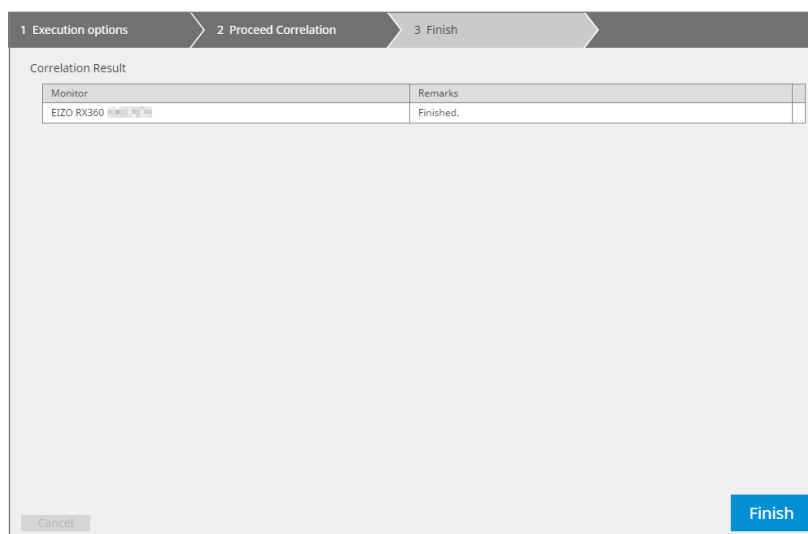 1 Execution options 2 Proceed Correlation 3 Finish
Correlation Result
Monitor Remarks
EIZO RX360 Finished.
Cancel Finish